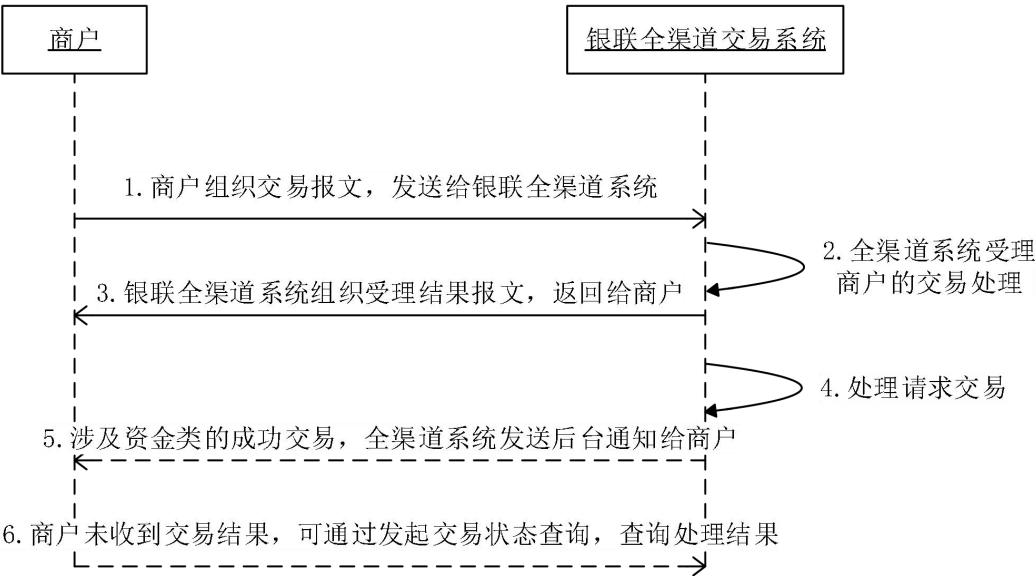 商户
银联全渠道交易系统
1.商户组织交易报文，发送给银联全渠道系统
2.全渠道系统受理
商户的交易处理
3.银联全渠道系统组织受理结果报文，返回给商户
4.处理请求交易
5.涉及资金类的成功交易，全渠道系统发送后台通知给商户
6.商户未收到交易结果，可通过发起交易状态查询，查询处理结果